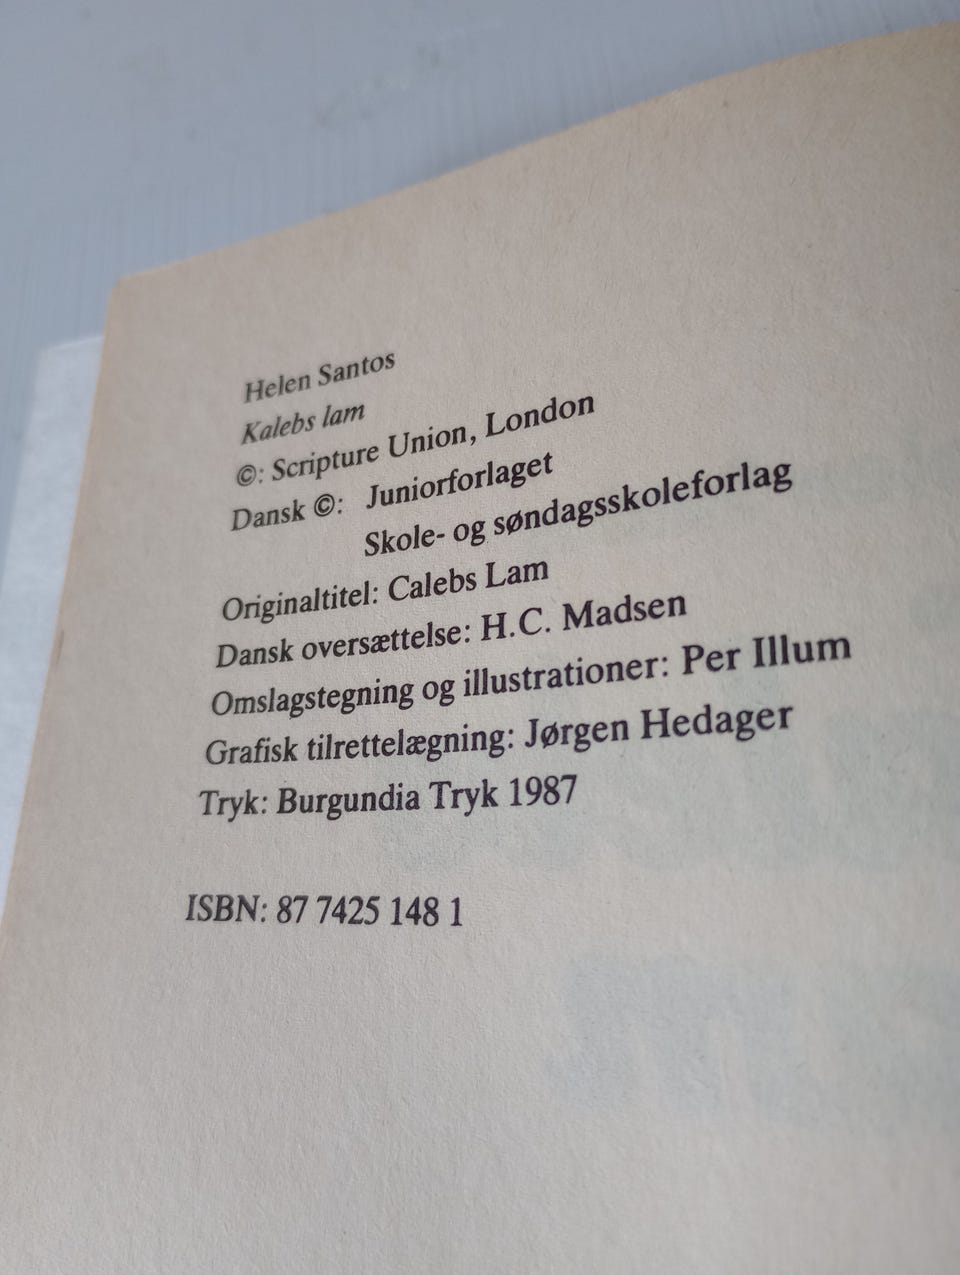 Helen Santos
Kalebs lam
©: Scripture Union, London
Dansk ©: Juniorforlaget
Skole- og søndagsskoleforlag
Originaltitel: Calebs Lam
Dansk oversættelse: H.C. Madsen
Omslagstegning og illustrationer: Per Illum
Grafisk tilrettelægning: Jørgen Hedager
Tryk: Burgundia Tryk 1987
ISBN: 87 7425 148 1